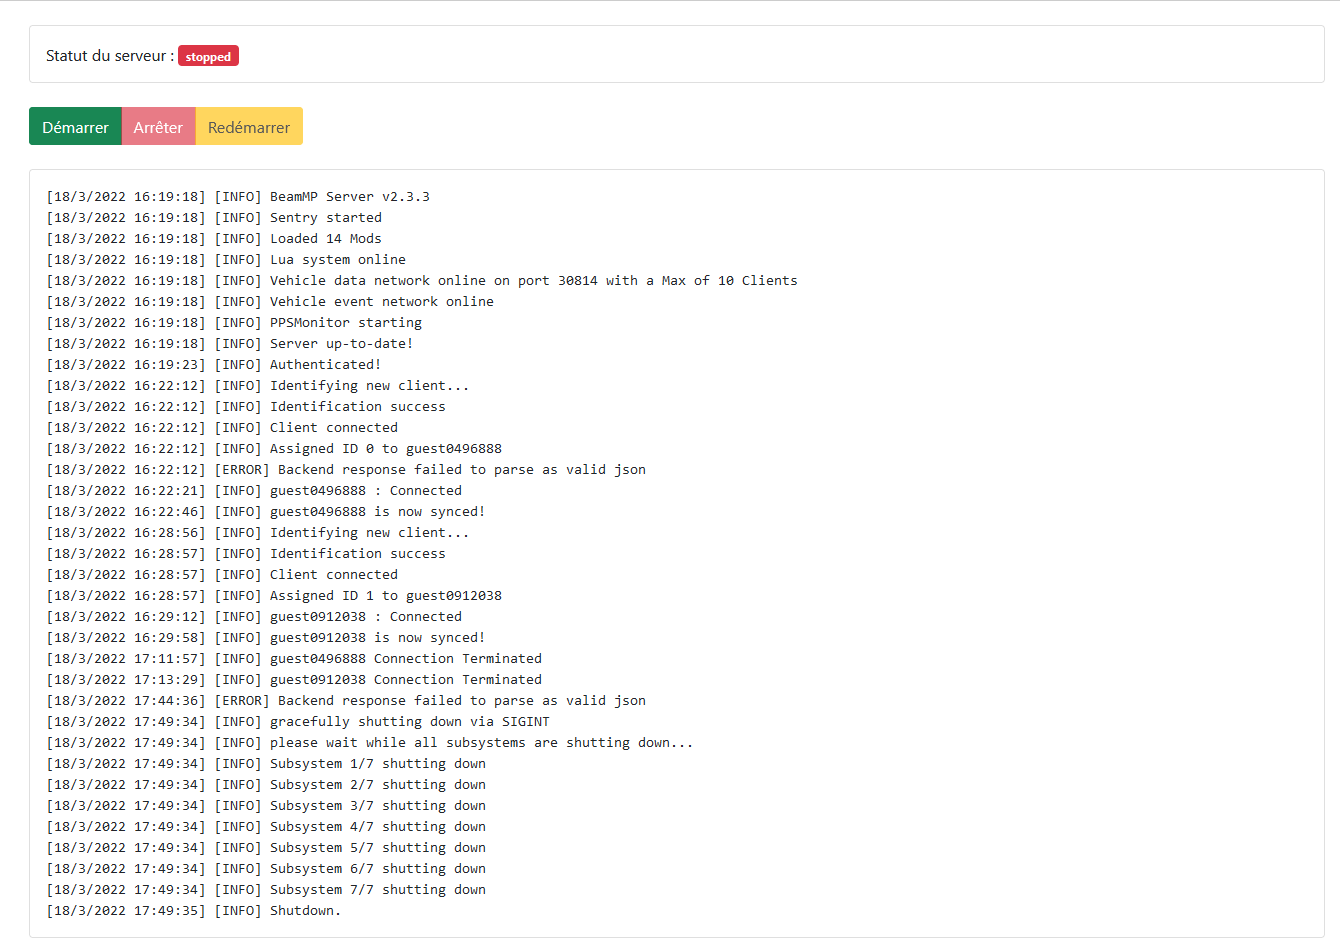 Statut du serveur : stopped
Démarrer Arrêter Redémarrer
[18/3/2022 16:19:18] [INFO] BeamMP Server v2.3.3
[18/3/2022 16:19:18] [INFO] Sentry started
[18/3/2022 16:19:18] [INFO] Loaded 14 Mods
[18/3/2022 16:19:18] [INFO] Lua system online
[18/3/2022 16:19:18] [INFO] Vehicle data network online on port 30814 with a Max of 10 Clients
[18/3/2022 16:19:18] [INFO] Vehicle event network online
[18/3/2022 16:19:18] [INFO] PPSMonitor starting
[18/3/2022 16:19:18] [INFO] Server up-to-date!
[18/3/2022 16:19:23] [INFO] Authenticated!
[18/3/2022 16:22:12] [INFO] Identifying new client...
[18/3/2022 16:22:12] [INFO] Identification success
[18/3/2022 16:22:12] [INFO] Client connected
[18/3/2022 16:22:12] [INFO] Assigned ID 0 to guest0496888
[18/3/2022 16:22:12] [ERROR] Backend response failed to parse as valid json
[18/3/2022 16:22:21] [INFO] guest0496888 : Connected
[18/3/2022 16:22:46] [INFO] guest0496888 is now synced!
[18/3/2022 16:28:56] [INFO] Identifying new client...
[18/3/2022 16:28:57] [INFO] Identification success
[18/3/2022 16:28:57] [INFO] Client connected
[18/3/2022 16:28:57] [INFO] Assigned ID 1 to guest0912038
[18/3/2022 16:29:12] [INFO] guest0912038 : Connected
[18/3/2022 16:29:58] [INFO] guest0912038 is now synced!
[18/3/2022 17:11:57] [INFO] guest0496888 Connection Terminated
[18/3/2022 17:13:29] [INFO] guest0912038 Connection Terminated
[18/3/2022 17:44:36] [ERROR] Backend response failed to parse as valid json
[18/3/2022 17:49:34] [INFO] gracefully shutting down via SIGINT
[18/3/2022 17:49:34] [INFO] please wait while all subsystems are shutting down...
[18/3/2022 17:49:34] [INFO] Subsystem 1/7 shutting down
[18/3/2022 17:49:34] [INFO] Subsystem 2/7 shutting down
[18/3/2022 17:49:34] [INFO] Subsystem 3/7 shutting down
[18/3/2022 17:49:34] [INFO] Subsystem 4/7 shutting down
[18/3/2022 17:49:34] [INFO] Subsystem 5/7 shutting down
[18/3/2022 17:49:34] [INFO] Subsystem 6/7 shutting down
[18/3/2022 17:49:34] [INFO] Subsystem 7/7 shutting down
[18/3/2022 17:49:35] [INFO] Shutdown.